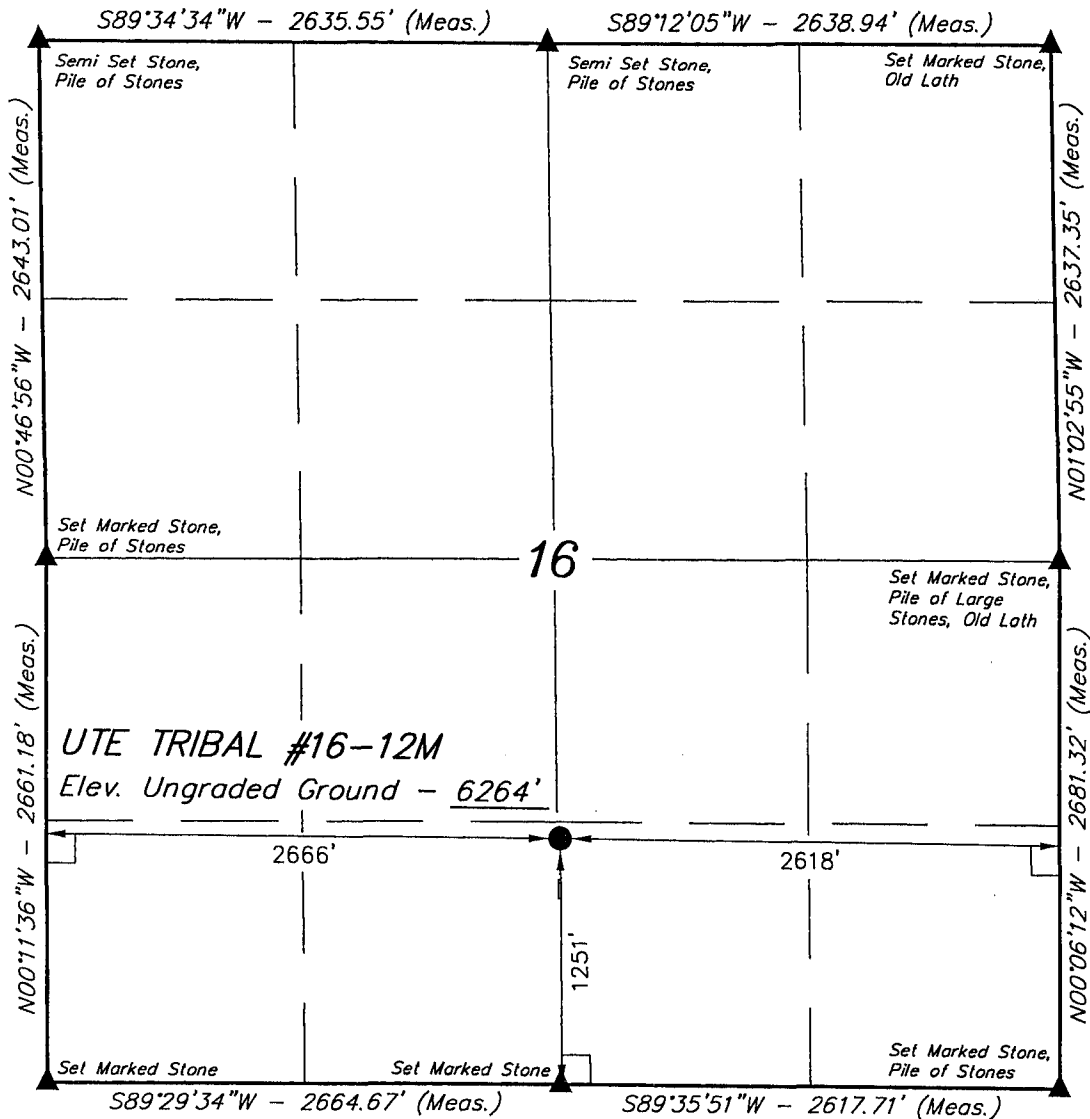 S89°34'34"W - 2635.55' (Meas.)
S89°12'05"W - 2638.94' (Meas.)
Semi Set Stone,
Pile of Stones
Semi Set Stone,
Pile of Stones
Set Marked Stone,
Old Lath
N00°46'56"W - 2643.01' (Meas.)
N01°02'55"W - 2637.35' (Meas.)
Set Marked Stone,
Pile of Stones
16
Set Marked Stone,
Pile of Large
Stones, Old Lath
N00°11'36"W - 2661.18' (Meas.)
N00°06'12"W - 2681.32' (Meas.)
UTE TRIBAL #16-12M
Elev. Ungraded Ground - 6264'
2666'
2618'
1251'
Set Marked Stone
Set Marked Stone
Set Marked Stone,
Pile of Stones
S89°29'34"W - 2664.67' (Meas.)
S89°35'51"W - 2617.71' (Meas.)